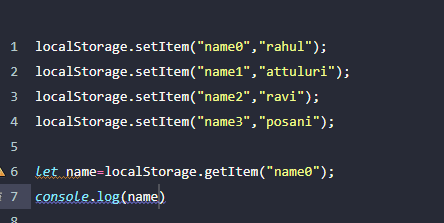 1 localStorage.setItem("name0","rahul");
2 localStorage.setItem("name1","attuluri");
3 localStorage.setItem("name2","ravi");
4 localStorage.setItem("name3","posani");
5
6 let name=localStorage.getItem("name0");
7 console.log(name)
8